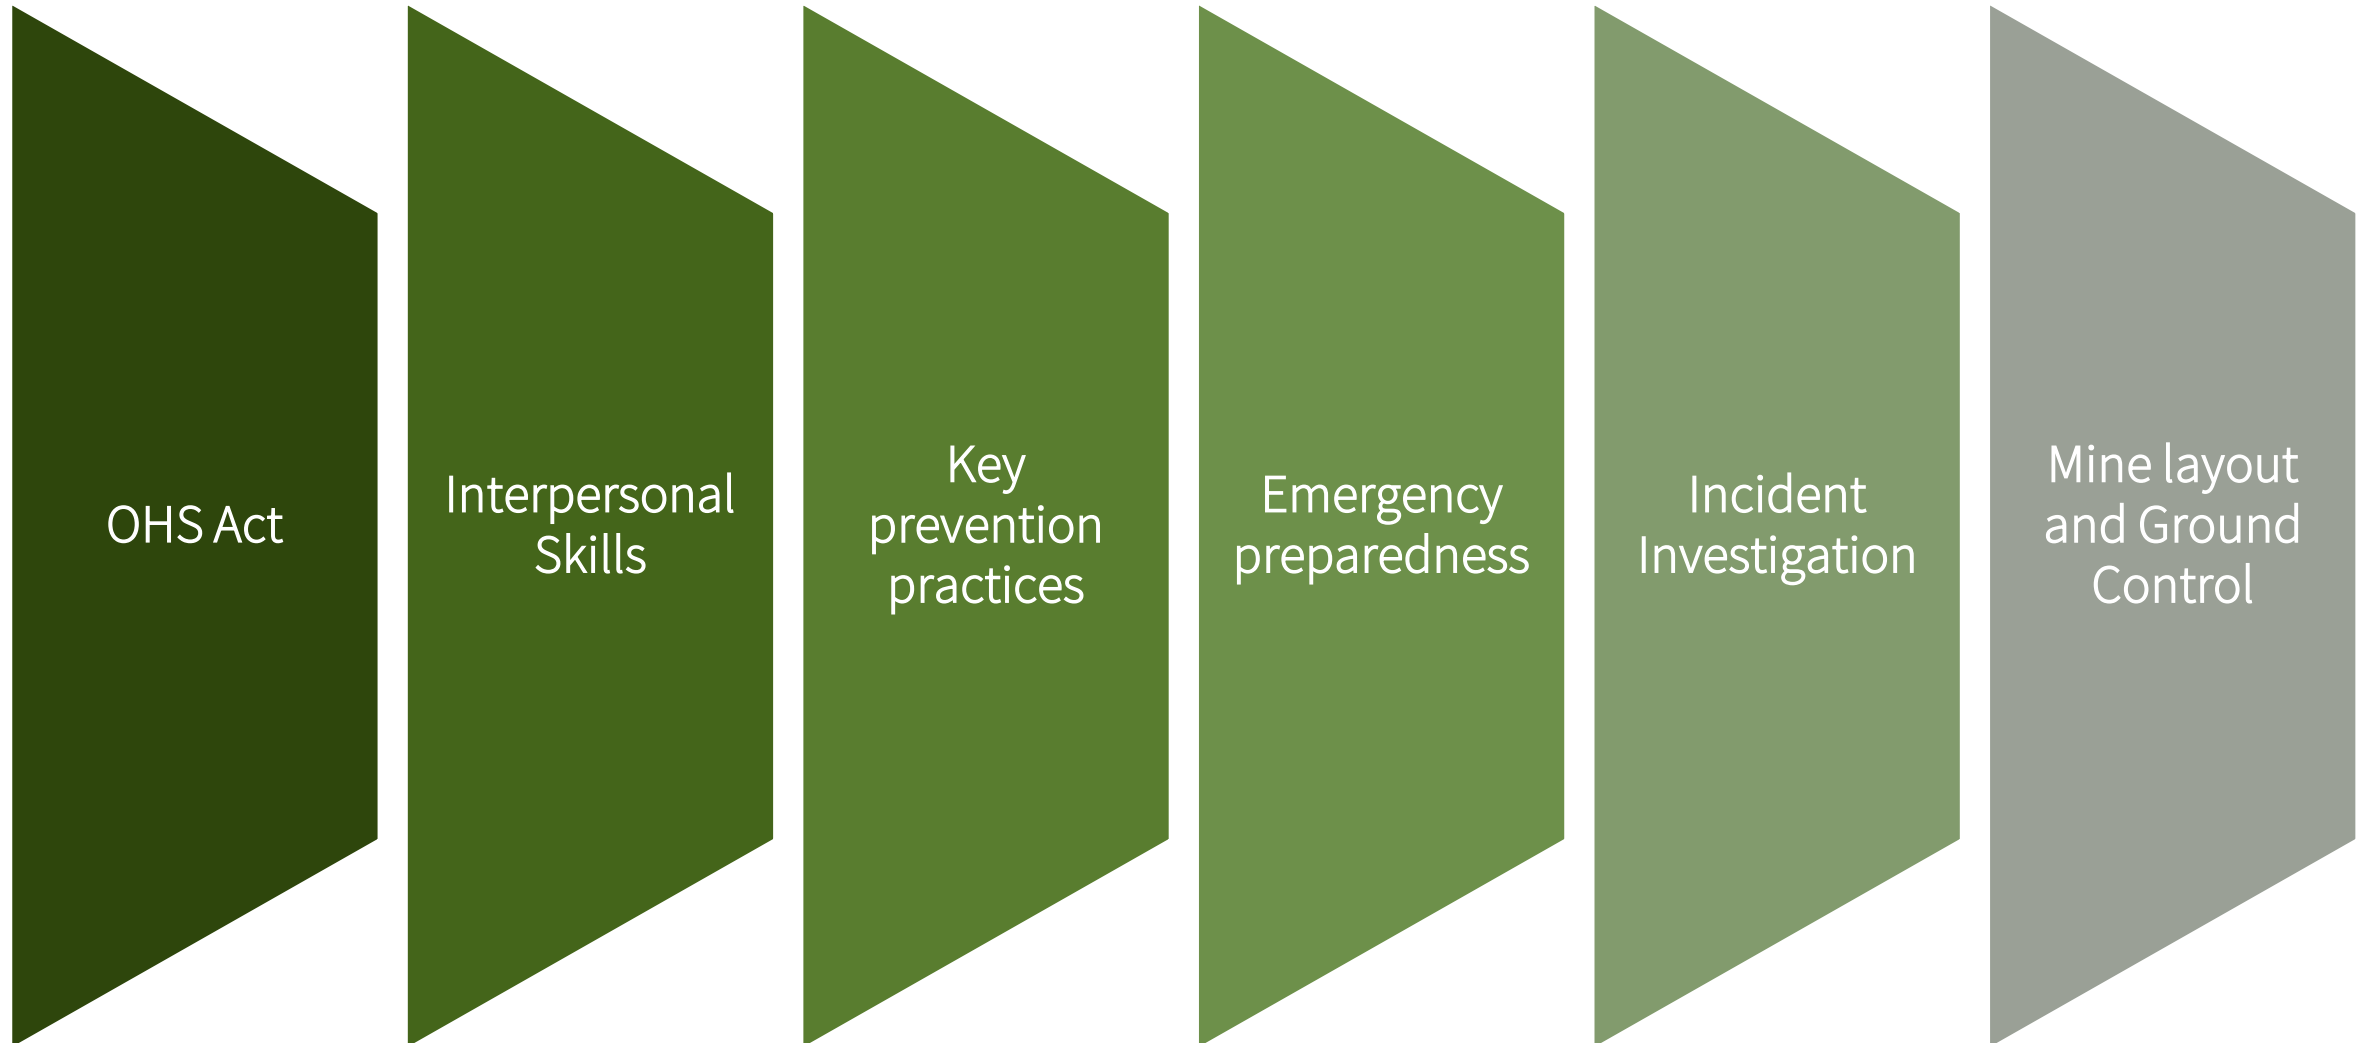 OHS Act
Interpersonal
Skills
Key
prevention
practices
Emergency
preparedness
Incident
Investigation
Mine layout
and Ground
Control